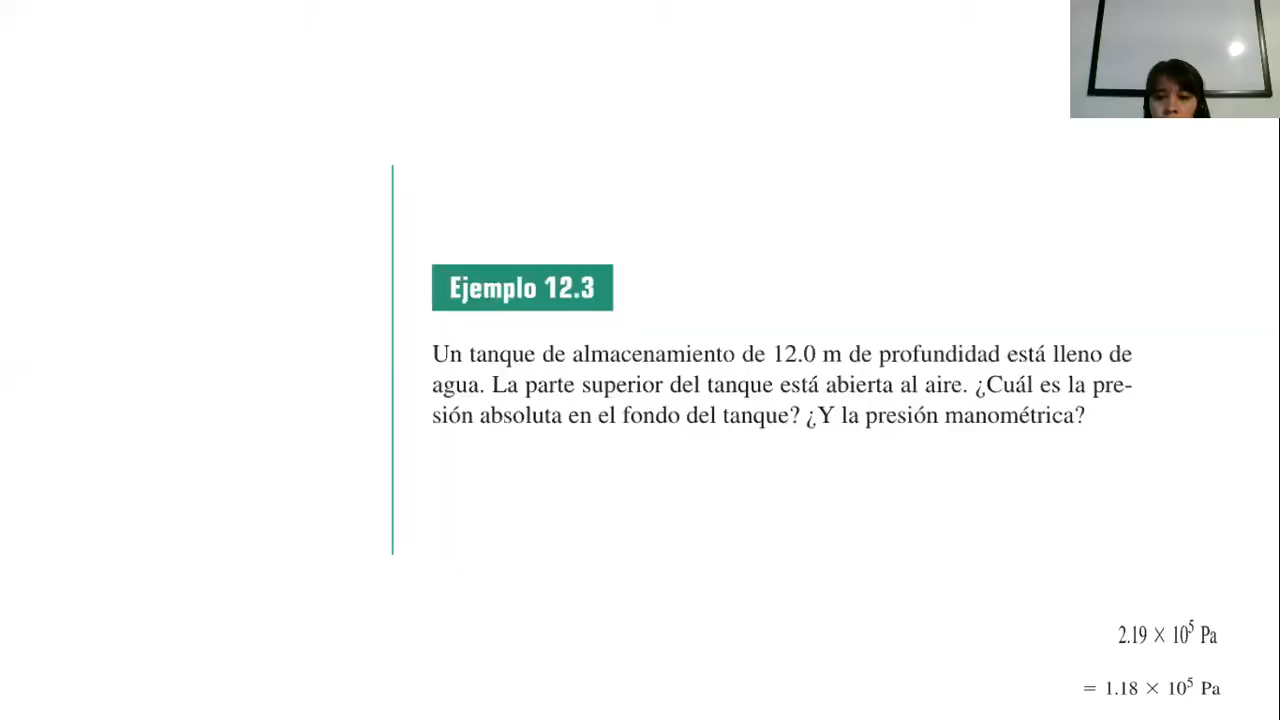 Ejemplo 12.3
Un tanque de almacenamiento de 12.0 m de profundidad está lleno de
agua. La parte superior del tanque está abierta al aire. ¿Cuál es la pre-
sión absoluta en el fondo del tanque? ¿Y la presión manométrica?
2.19 × 10⁵ Pa
= 1.18 × 10⁵ Pa